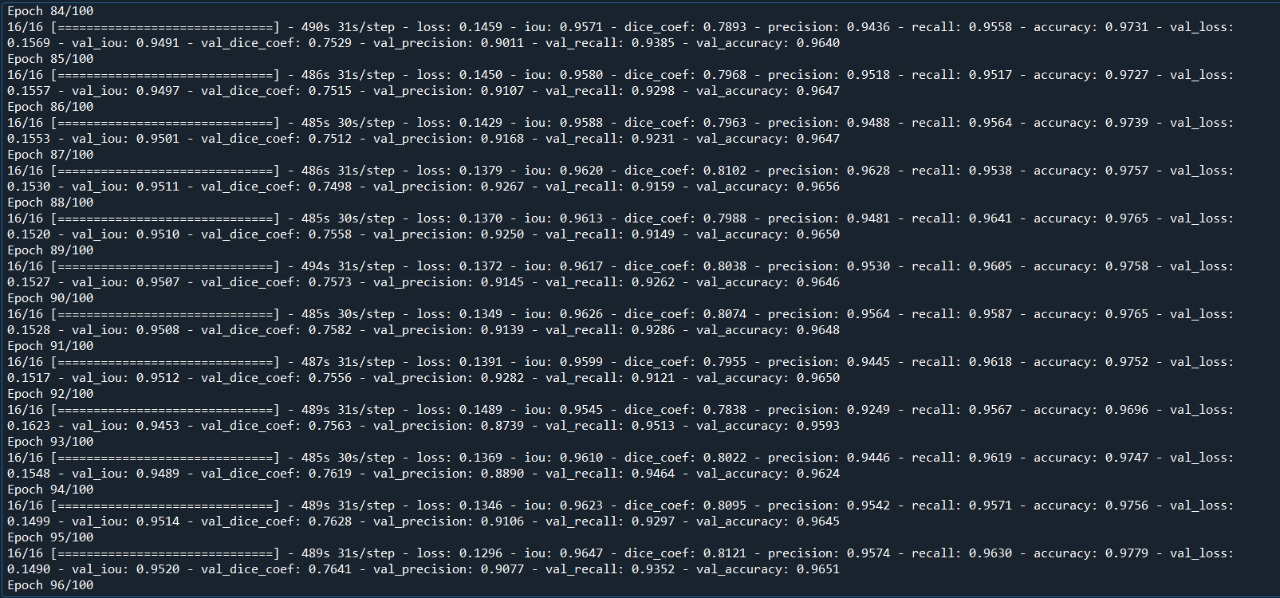 Epoch 84/100
16/16 [==============================] - 490s 31s/step - loss: 0.1459 - iou: 0.9571 - dice_coef: 0.7893 - precision: 0.9436 - recall: 0.9558 - accuracy: 0.9731 - val_loss:
0.1569 - val_iou: 0.9491 - val_dice_coef: 0.7529 - val_precision: 0.9011 - val_recall: 0.9385 - val_accuracy: 0.9640
Epoch 85/100
16/16 [==============================] - 486s 31s/step - loss: 0.1450 - iou: 0.9580 - dice_coef: 0.7968 - precision: 0.9518 - recall: 0.9517 - accuracy: 0.9727 - val_loss:
0.1557 - val_iou: 0.9497 - val_dice_coef: 0.7515 - val_precision: 0.9107 - val_recall: 0.9298 - val_accuracy: 0.9647
Epoch 86/100
16/16 [==============================] - 485s 31s/step - loss: 0.1429 - iou: 0.9588 - dice_coef: 0.7963 - precision: 0.9488 - recall: 0.9564 - accuracy: 0.9739 - val_loss:
0.1553 - val_iou: 0.9501 - val_dice_coef: 0.7512 - val_precision: 0.9168 - val_recall: 0.9231 - val_accuracy: 0.9647
Epoch 87/100
16/16 [==============================] - 486s 31s/step - loss: 0.1379 - iou: 0.9620 - dice_coef: 0.8102 - precision: 0.9628 - recall: 0.9538 - accuracy: 0.9757 - val_loss:
0.1530 - val_iou: 0.9511 - val_dice_coef: 0.7498 - val_precision: 0.9267 - val_recall: 0.9159 - val_accuracy: 0.9656
Epoch 88/100
16/16 [==============================] - 485s 30s/step - loss: 0.1370 - iou: 0.9613 - dice_coef: 0.7988 - precision: 0.9481 - recall: 0.9641 - accuracy: 0.9765 - val_loss:
0.1520 - val_iou: 0.9510 - val_dice_coef: 0.7558 - val_precision: 0.9250 - val_recall: 0.9149 - val_accuracy: 0.9650
Epoch 89/100
16/16 [==============================] - 494s 31s/step - loss: 0.1372 - iou: 0.9617 - dice_coef: 0.8038 - precision: 0.9530 - recall: 0.9605 - accuracy: 0.9758 - val_loss:
0.1527 - val_iou: 0.9507 - val_dice_coef: 0.7573 - val_precision: 0.9145 - val_recall: 0.9262 - val_accuracy: 0.9646
Epoch 90/100
16/16 [==============================] - 485s 30s/step - loss: 0.1349 - iou: 0.9626 - dice_coef: 0.8074 - precision: 0.9564 - recall: 0.9587 - accuracy: 0.9765 - val_loss:
0.1528 - val_iou: 0.9508 - val_dice_coef: 0.7582 - val_precision: 0.9139 - val_recall: 0.9286 - val_accuracy: 0.9648
Epoch 91/100
16/16 [==============================] - 487s 31s/step - loss: 0.1391 - iou: 0.9599 - dice_coef: 0.7955 - precision: 0.9445 - recall: 0.9618 - accuracy: 0.9752 - val_loss:
0.1517 - val_iou: 0.9512 - val_dice_coef: 0.7556 - val_precision: 0.9282 - val_recall: 0.9121 - val_accuracy: 0.9650
Epoch 92/100
16/16 [==============================] - 489s 31s/step - loss: 0.1489 - iou: 0.9545 - dice_coef: 0.7838 - precision: 0.9249 - recall: 0.9567 - accuracy: 0.9696 - val_loss:
0.1623 - val_iou: 0.9453 - val_dice_coef: 0.7563 - val_precision: 0.8739 - val_recall: 0.9513 - val_accuracy: 0.9593
Epoch 93/100
16/16 [==============================] - 485s 30s/step - loss: 0.1369 - iou: 0.9610 - dice_coef: 0.8022 - precision: 0.9446 - recall: 0.9619 - accuracy: 0.9747 - val_loss:
0.1548 - val_iou: 0.9489 - val_dice_coef: 0.7619 - val_precision: 0.8890 - val_recall: 0.9464 - val_accuracy: 0.9624
Epoch 94/100
16/16 [==============================] - 489s 31s/step - loss: 0.1346 - iou: 0.9623 - dice_coef: 0.8095 - precision: 0.9542 - recall: 0.9571 - accuracy: 0.9756 - val_loss:
0.1499 - val_iou: 0.9514 - val_dice_coef: 0.7628 - val_precision: 0.9106 - val_recall: 0.9297 - val_accuracy: 0.9645
Epoch 95/100
16/16 [==============================] - 489s 31s/step - loss: 0.1296 - iou: 0.9647 - dice_coef: 0.8121 - precision: 0.9574 - recall: 0.9630 - accuracy: 0.9779 - val_loss:
0.1490 - val_iou: 0.9520 - val_dice_coef: 0.7641 - val_precision: 0.9077 - val_recall: 0.9352 - val_accuracy: 0.9651
Epoch 96/100